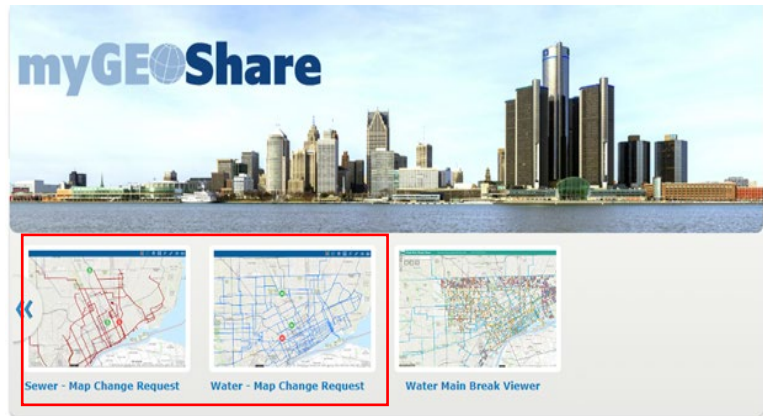 myGEOShare
Sewer - Map Change Request
Water - Map Change Request
Water Main Break Viewer